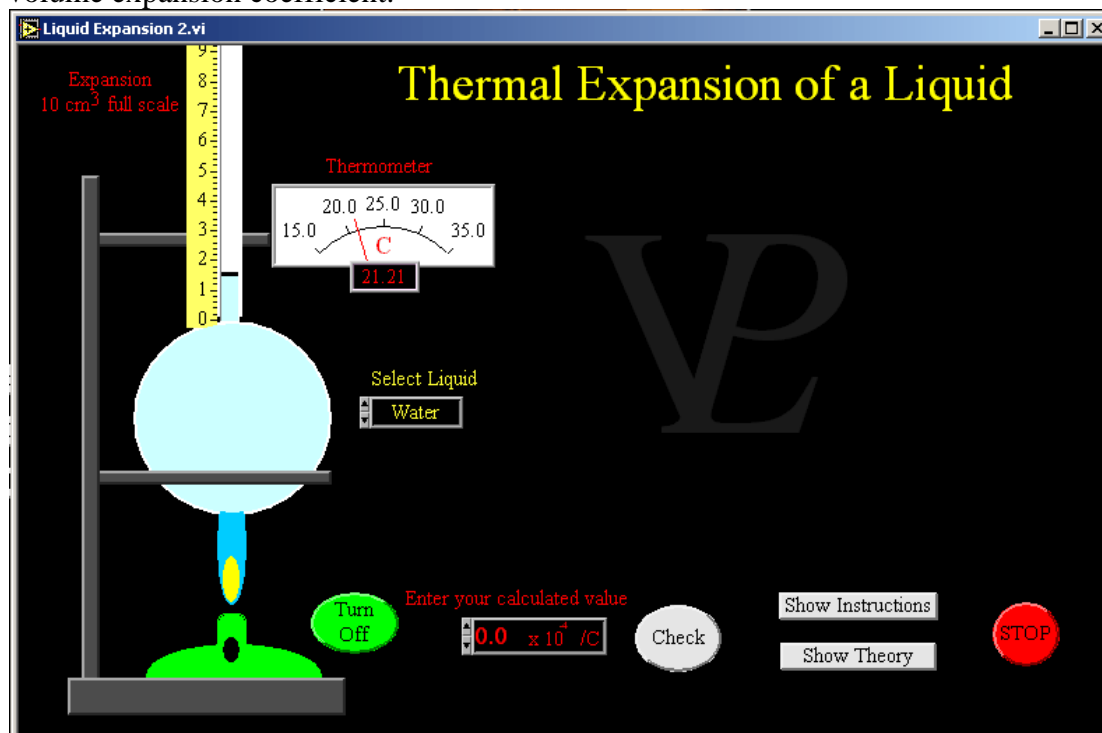 volume expansion coefficient.
Liquid Expansion 2.vi
Thermal Expansion of a Liquid
Expansion
10 cm³ full scale
9
8
7
6
5
4
3
2
1
0
Thermometer
15.0 20.0 25.0 30.0 35.0
C
21.21
Select Liquid
Water
Turn
Off
Enter your calculated value
0.0 x 10⁻⁴ /C
Check
Show Instructions
Show Theory
STOP
VPL